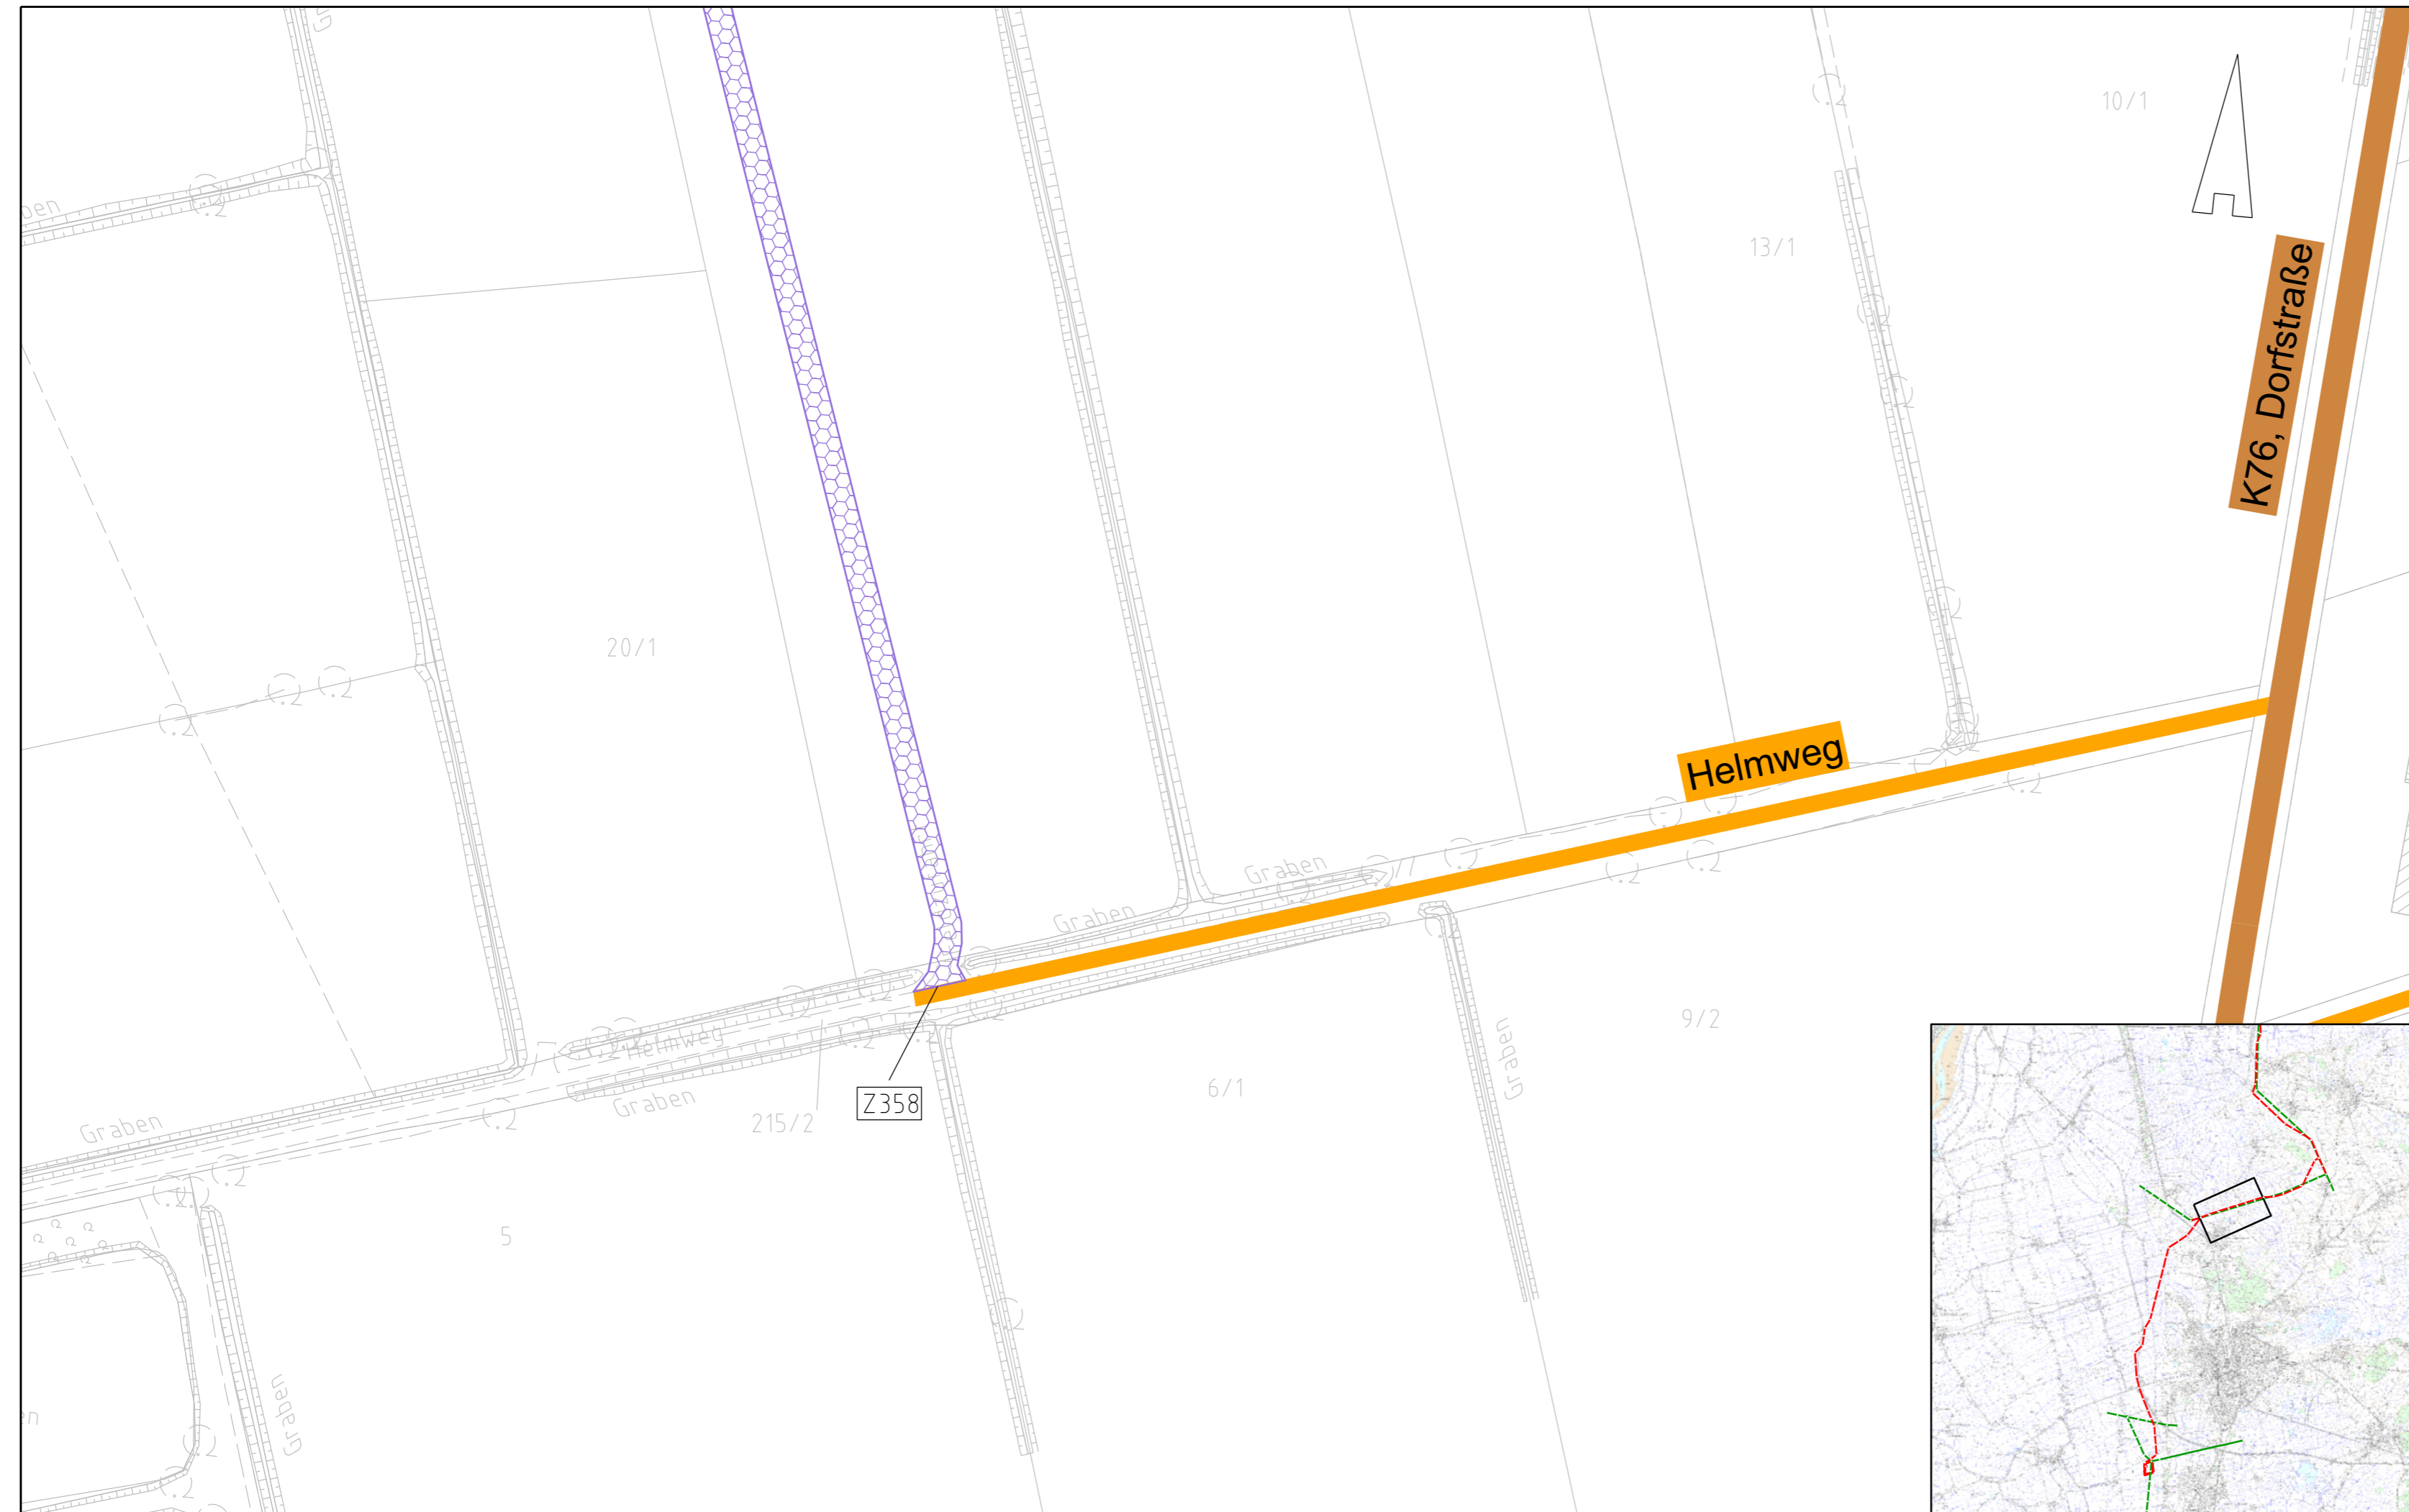 10/1
ben
13/1
K76, Dorfstraße
20/1
Helmweg
Graben
Graben
9/2
Helmweg
Graben
6/1
Z358
Graben
215/2
Graben
5
Graben